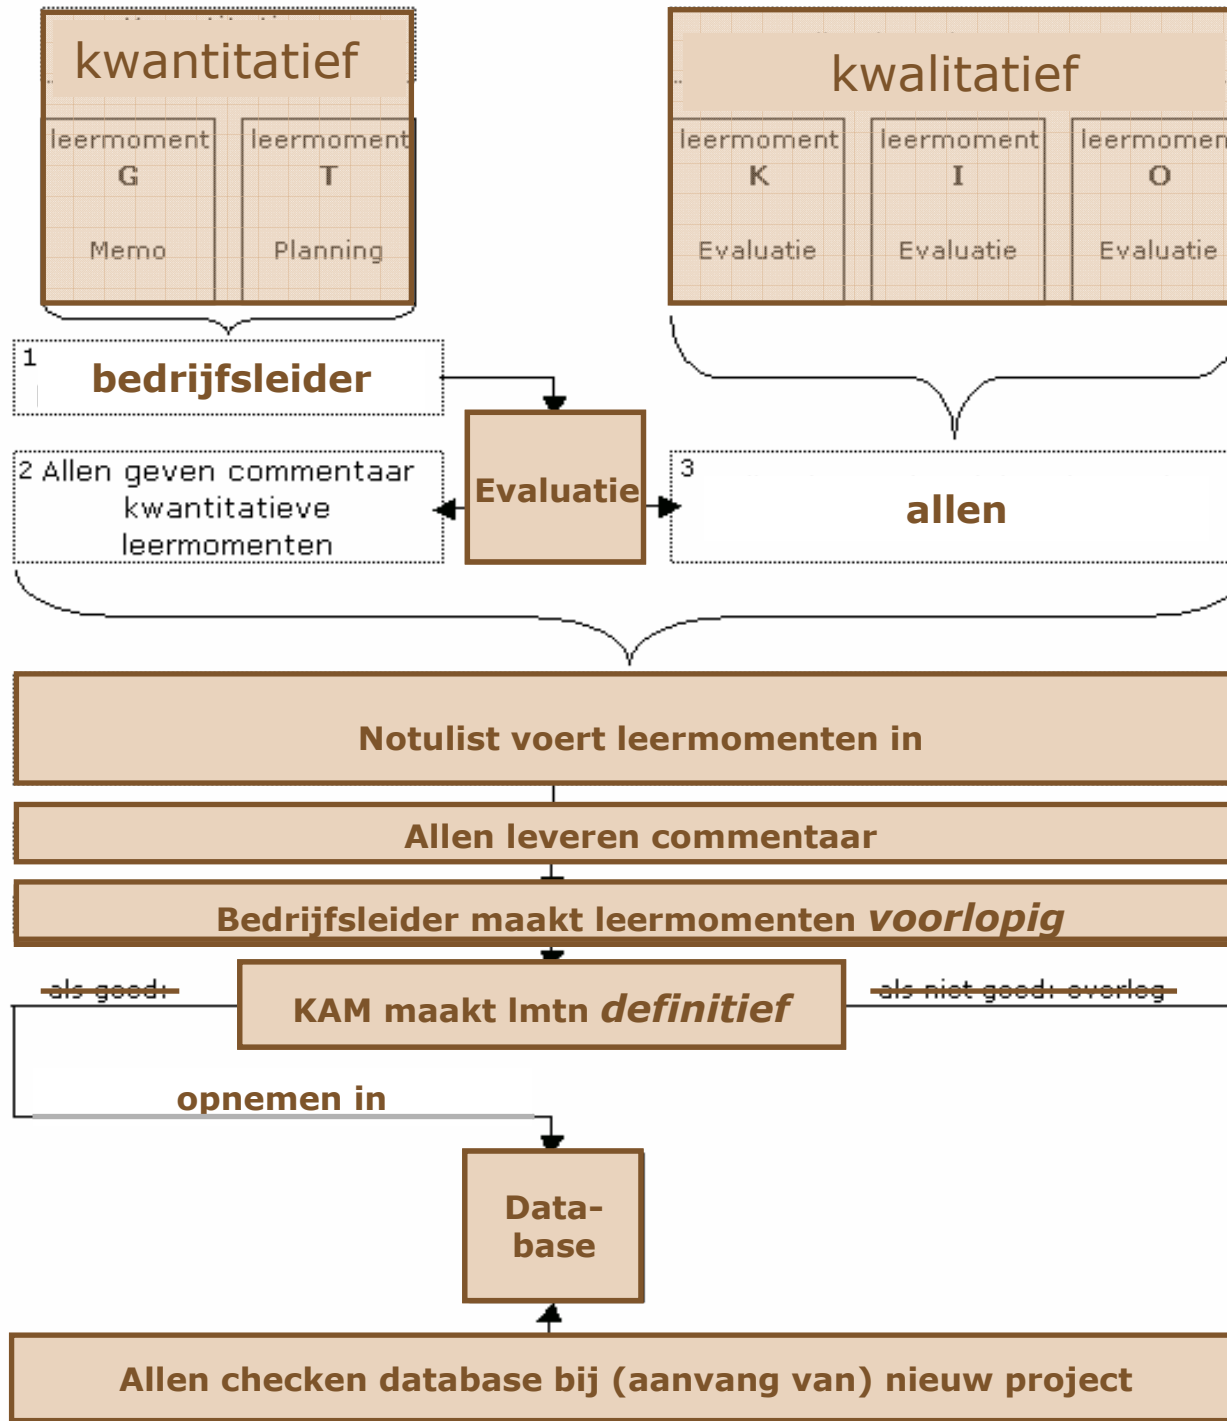 kwantitatief
kwalitatief
leermoment
G
Memo
leermoment
T
Planning
leermoment
K
Evaluatie
leermoment
I
Evaluatie
leermomen
O
Evaluatie
1
bedrijfsleider
2 Allen geven commentaar
kwantitatieve
leermomenten
Evaluatie
3
allen
Notulist voert leermomenten in
Allen leveren commentaar
Bedrijfsleider maakt leermomenten voorlopig
als goed:
KAM maakt lmtn definitief
als niet goed: overleg
opnemen in
Data-
base
Allen checken database bij (aanvang van) nieuw project